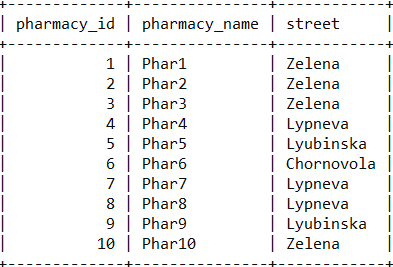 +-------------+---------------+------------+
| pharmacy_id | pharmacy_name | street     |
+-------------+---------------+------------+
|           1 | Phar1         | Zelena     |
|           2 | Phar2         | Zelena     |
|           3 | Phar3         | Zelena     |
|           4 | Phar4         | Lypneva    |
|           5 | Phar5         | Lyubinska  |
|           6 | Phar6         | Chornovola |
|           7 | Phar7         | Lypneva    |
|           8 | Phar8         | Lypneva    |
|           9 | Phar9         | Lyubinska  |
|          10 | Phar10        | Zelena     |
+-------------+---------------+------------+